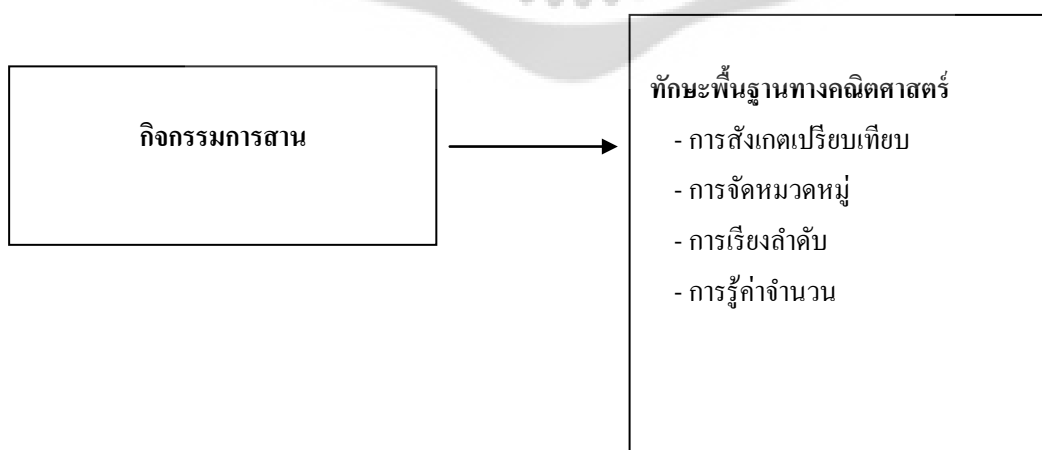 กิจกรรมการสาน
ทักษะพื้นฐานทางคณิตศาสตร์
- การสังเกตเปรียบเทียบ
- การจัดหมวดหมู่
- การเรียงลำดับ
- การรู้ค่าจำนวน